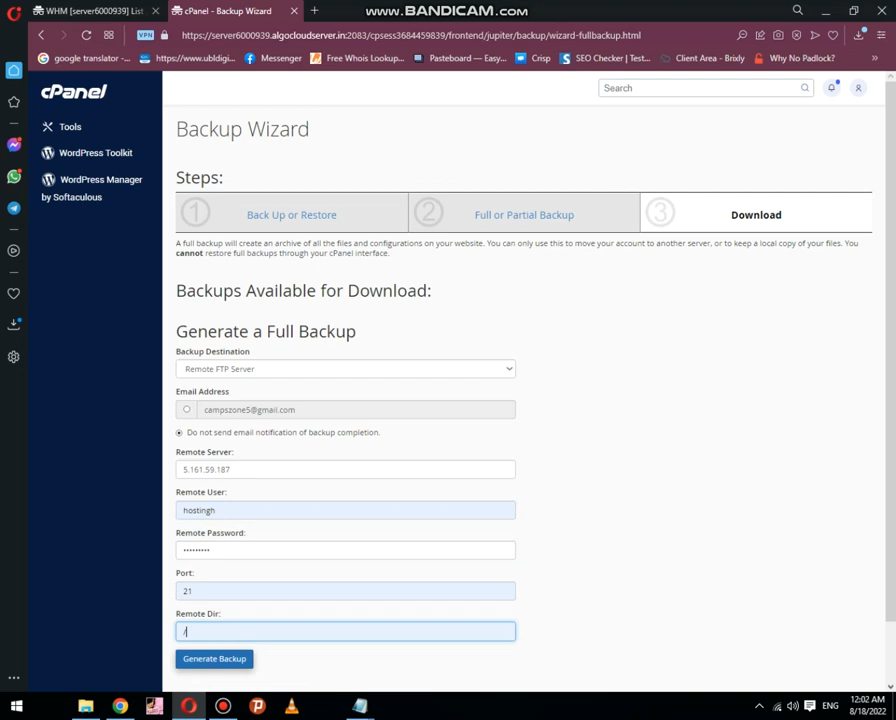 WHM [server6000939] List
cPanel - Backup Wizard
www.BANDICAM.com
VPN
https://server6000939.algocloudserver.in:2083/cpsess3684459839/frontend/jupiter/backup/wizard-fullbackup.html
google translator -...
https://www.ubldigi...
Messenger
Free Whois Lookup...
Pasteboard — Easy...
Crisp
SEO Checker | Test...
Client Area - Brixly
Why No Padlock?
cPanel
Search
Tools
WordPress Toolkit
WordPress Manager
by Softaculous
Backup Wizard
Steps:
1 Back Up or Restore
2 Full or Partial Backup
3 Download
A full backup will create an archive of all the files and configurations on your website. You can only use this to move your account to another server, or to keep a local copy of your files. You
cannot restore full backups through your cPanel interface.
Backups Available for Download:
Generate a Full Backup
Backup Destination
Remote FTP Server
Email Address
campszone5@gmail.com
Do not send email notification of backup completion.
Remote Server:
5.161.59.187
Remote User:
hostingh
Remote Password:
•••••••••
Port:
21
Remote Dir:
/
Generate Backup
ENG
12:02 AM
8/18/2022